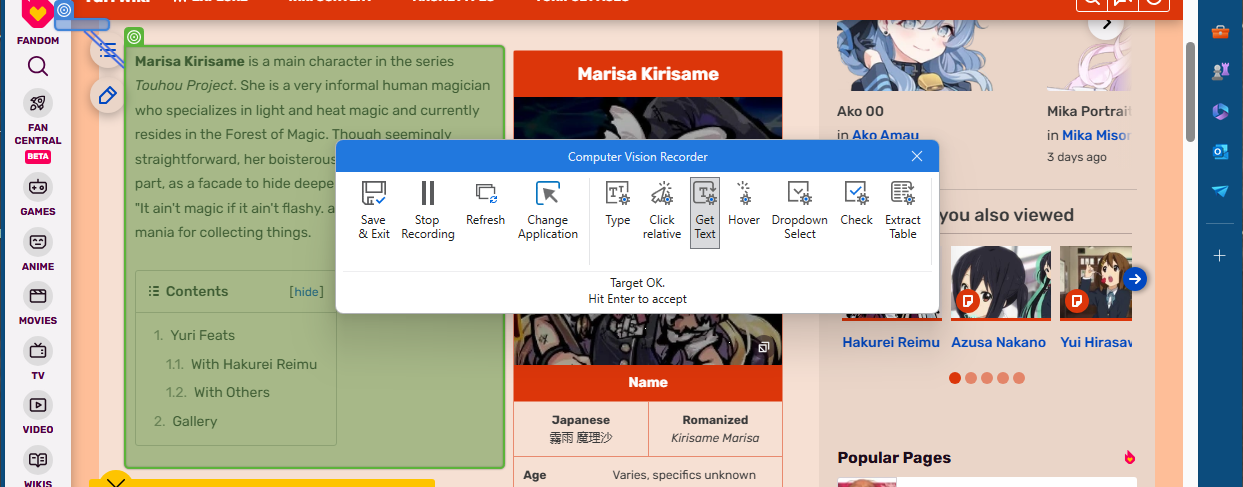 FANDOM
FAN
CENTRAL
BETA
GAMES
ANIME
MOVIES
TV
VIDEO
WIKIS
Marisa Kirisame is a main character in the series
Touhou Project. She is a very informal human magician
who specializes in light and heat magic and currently
resides in the Forest of Magic. Though seemingly
straightforward, her boisterous
part, as a facade to hide deepe
"It ain't magic if it ain't flashy. a
mania for collecting things.
Contents [hide]
1. Yuri Feats
1.1. With Hakurei Reimu
1.2. With Others
2. Gallery
Marisa Kirisame
Computer Vision Recorder
Save
& Exit
Stop
Recording
Refresh
Change
Application
Type
Click
relative
Get
Text
Hover
Dropdown
Select
Check
Extract
Table
Target OK.
Hit Enter to accept
Name
Japanese
霧雨 魔理沙
Romanized
Kirisame Marisa
Age Varies, specifics unknown
Ako 00
in Ako Amau
Mika Portrait
in Mika Misor
3 days ago
you also viewed
Hakurei Reimu
Azusa Nakano
Yui Hirasaw
Popular Pages